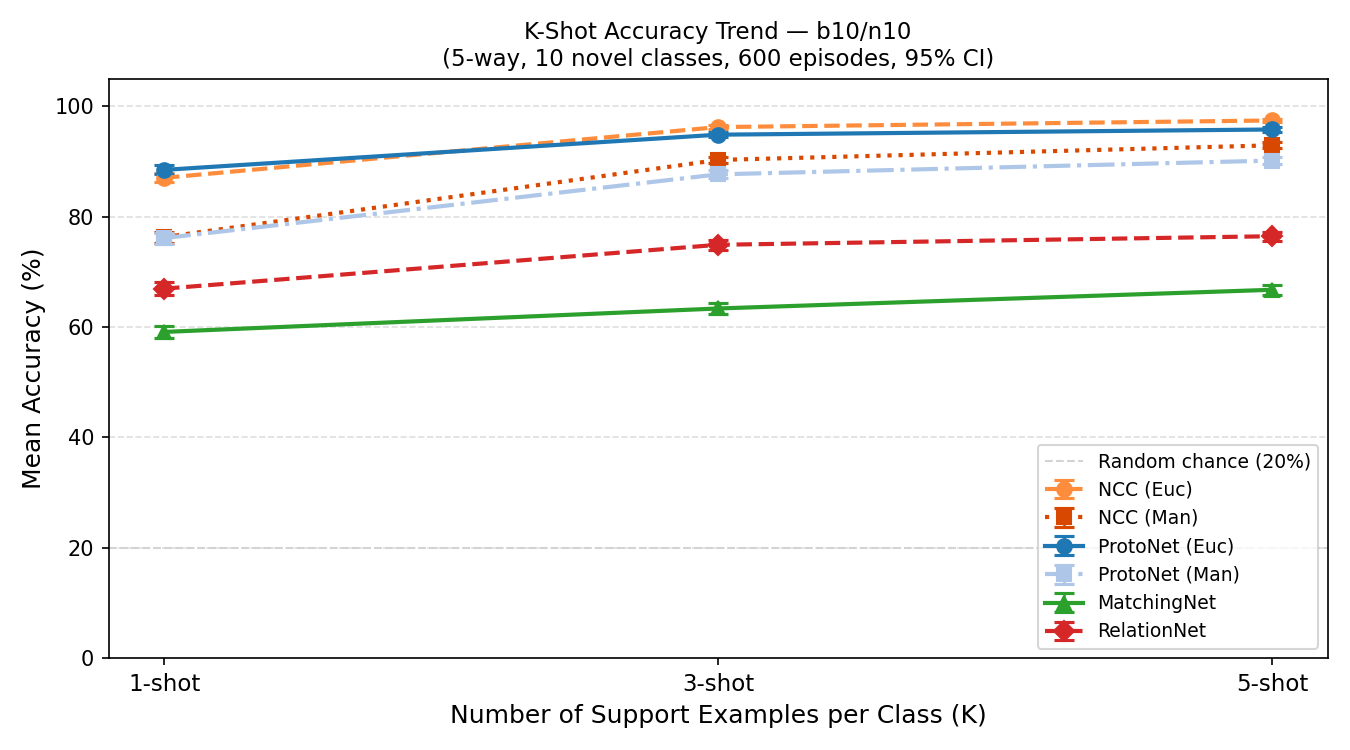 K-Shot Accuracy Trend — b10/n10
(5-way, 10 novel classes, 600 episodes, 95% CI)
Mean Accuracy (%)
100
80
60
40
20
0
Random chance (20%)
NCC (Euc)
NCC (Man)
ProtoNet (Euc)
ProtoNet (Man)
MatchingNet
RelationNet
1-shot
3-shot
5-shot
Number of Support Examples per Class (K)